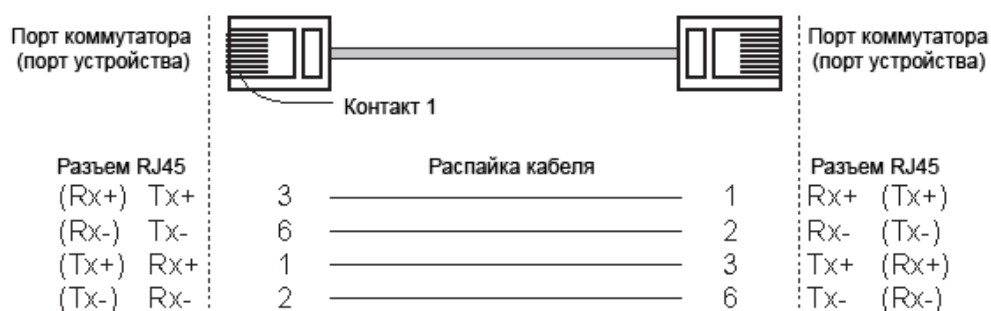 Порт коммутатора
(порт устройства)
Порт коммутатора
(порт устройства)
Контакт 1
Разъем RJ45
Распайка кабеля
Разъем RJ45
(Rx+) Tx+ 3 1 Rx+ (Tx+)
(Rx-) Tx- 6 2 Rx- (Tx-)
(Tx+) Rx+ 1 3 Tx+ (Rx+)
(Tx-) Rx- 2 6 Tx- (Rx-)